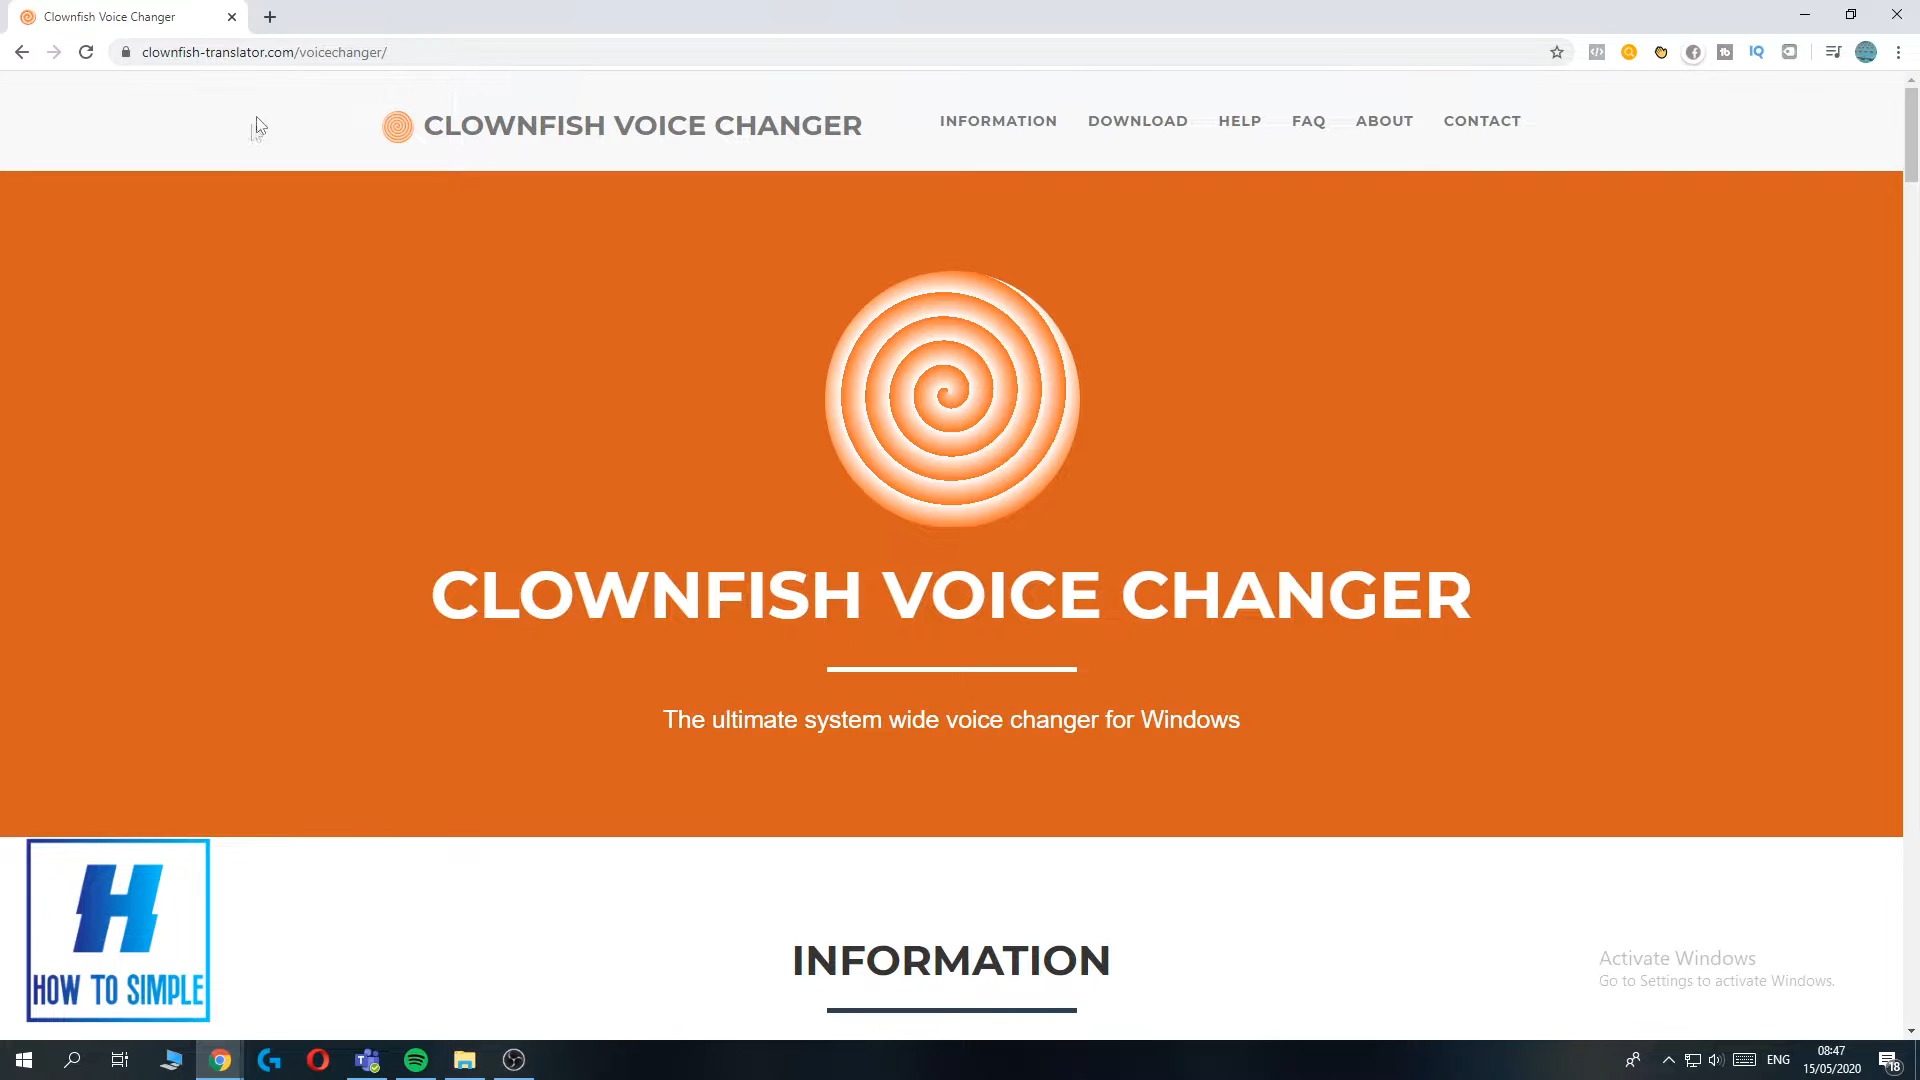 Clownfish Voice Changer
clownfish-translator.com/voicechanger/
IQ
CLOWNFISH VOICE CHANGER
INFORMATION DOWNLOAD HELP FAQ ABOUT CONTACT
CLOWNFISH VOICE CHANGER
The ultimate system wide voice changer for Windows
INFORMATION
H
HOW TO SIMPLE
Activate Windows
Go to Settings to activate Windows.
ENG
08:47
15/05/2020
18